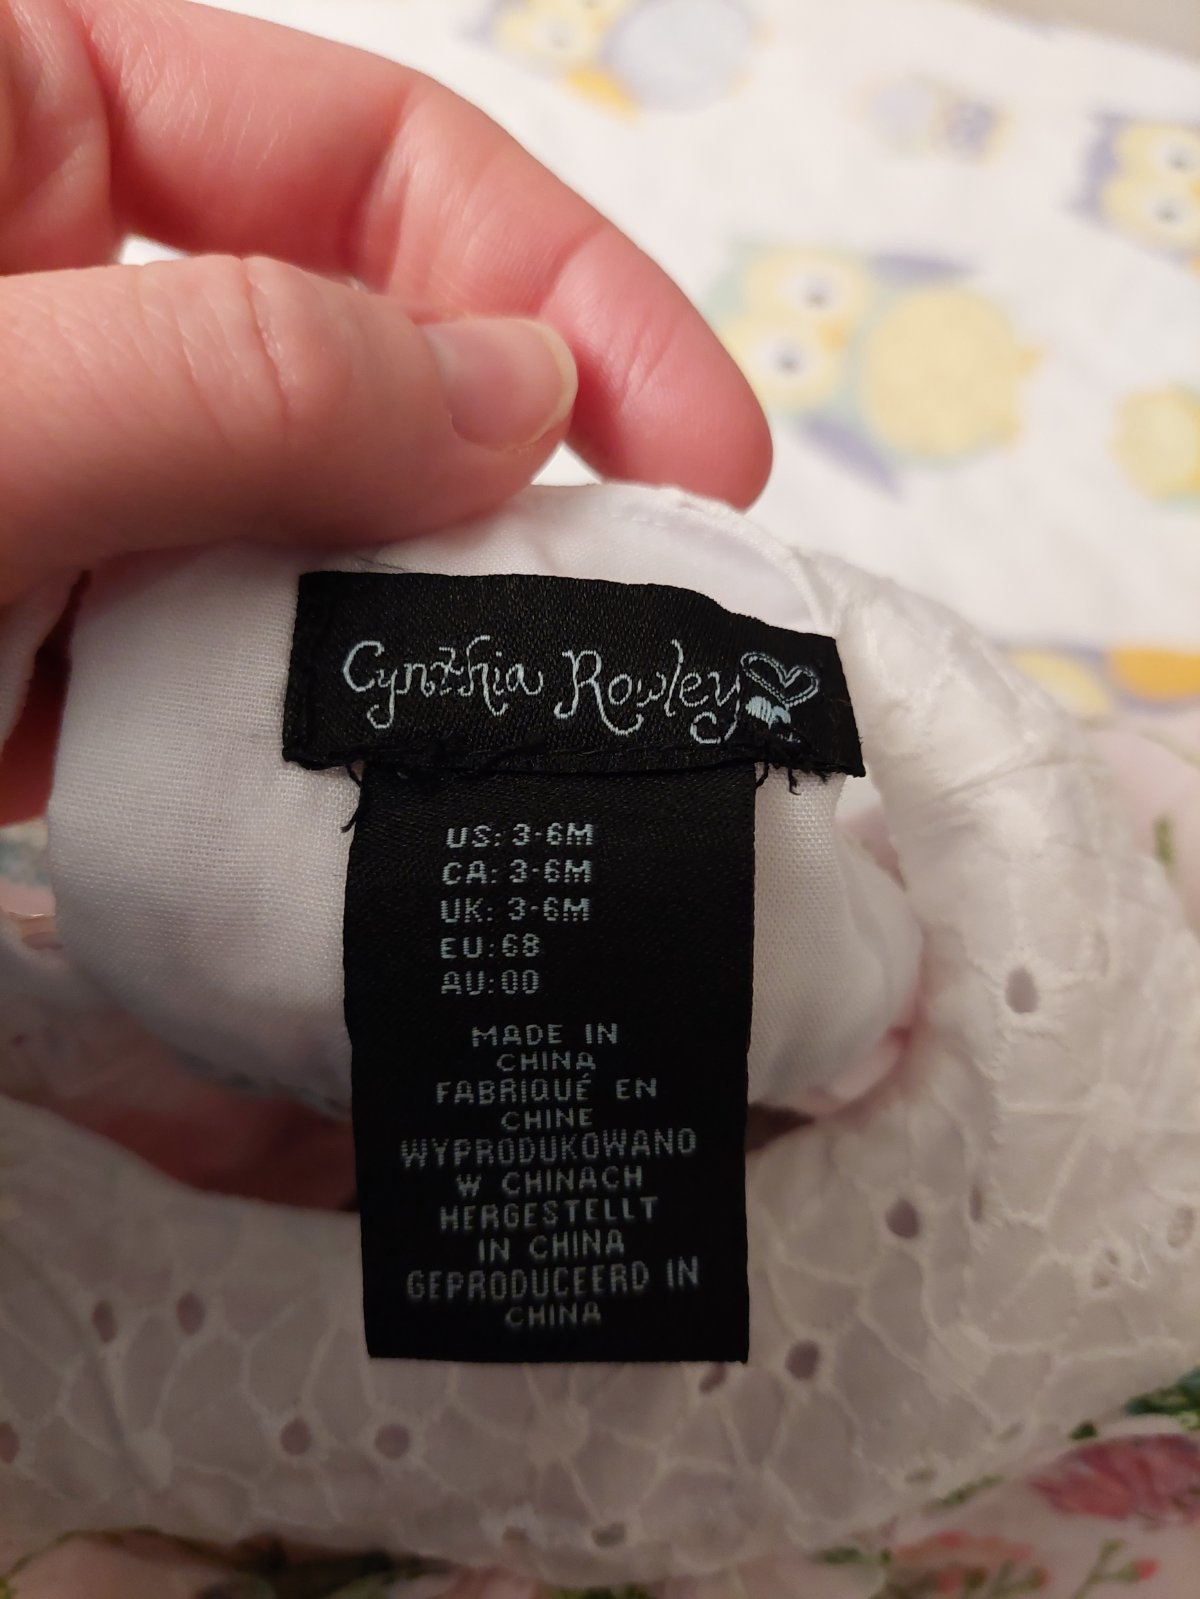 Cynthia Rowley
US: 3-6M
CA: 3-6M
UK: 3-6M
EU: 68
AU: 00
MADE IN
CHINA
FABRIQUÉ EN
CHINE
WYPRODUKOWANO
W CHINACH
HERGESTELLT
IN CHINA
GEPRODUCEERD IN
CHINA